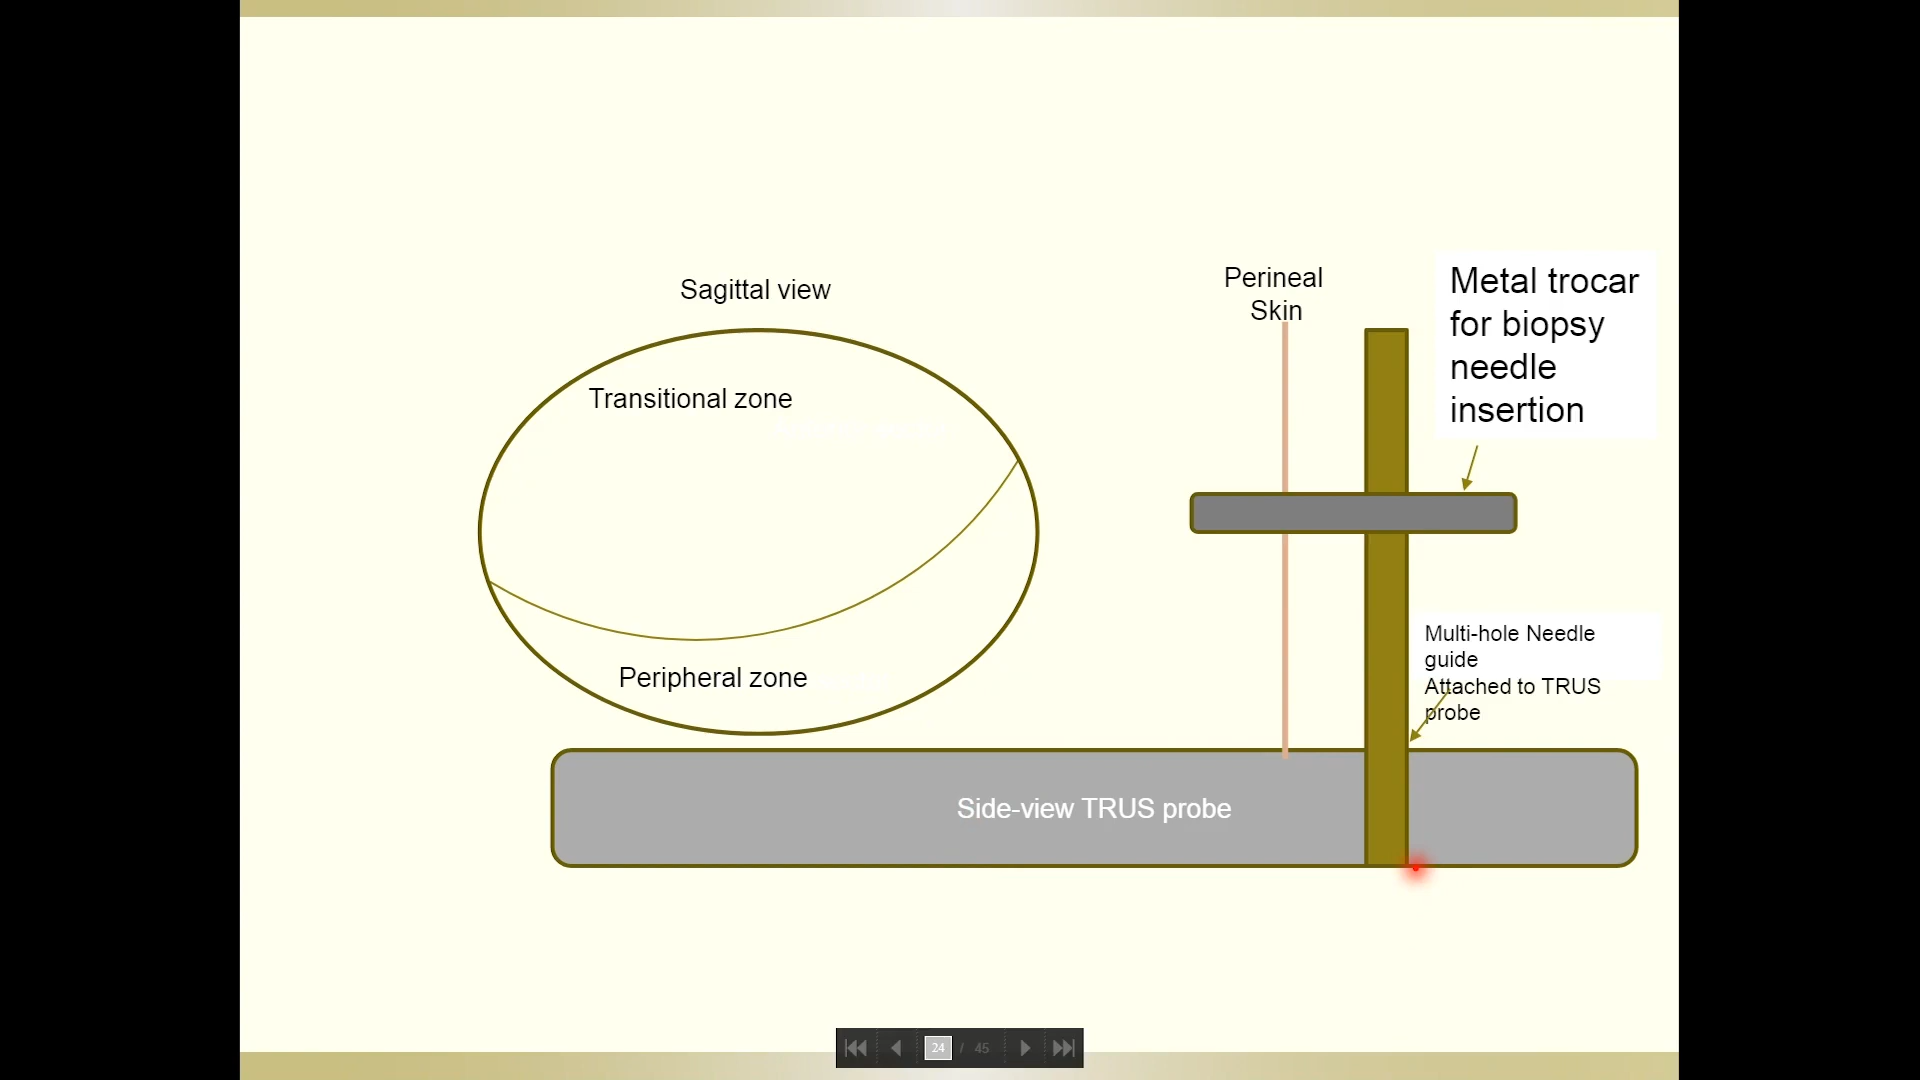 Sagittal view
Transitional zone
Peripheral zone
Perineal
Skin
Metal trocar
for biopsy
needle
insertion
Multi-hole Needle
guide
Attached to TRUS
probe
Side-view TRUS probe
24 / 45